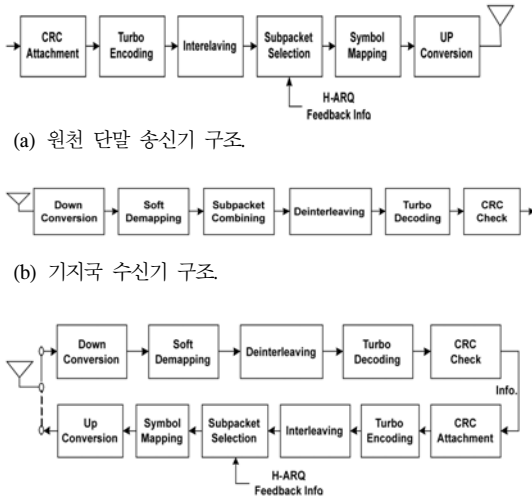 CRC Attachment
Turbo Encoding
Interelaving
Subpacket Selection
Symbol Mapping
UP Conversion
H-ARQ
Feedback Info.
(a) 원천 단말 송신기 구조.
Down Conversion
Soft Demapping
Subpacket Combining
Deinterleaving
Turbo Decoding
CRC Check
(b) 기지국 수신기 구조.
Down Conversion
Soft Demapping
Deinterleaving
Turbo Decoding
CRC Check
Info.
Up Conversion
Symbol Mapping
Subpacket Selection
Interleaving
Turbo Encoding
CRC Attachment
H-ARQ
Feedback Info.